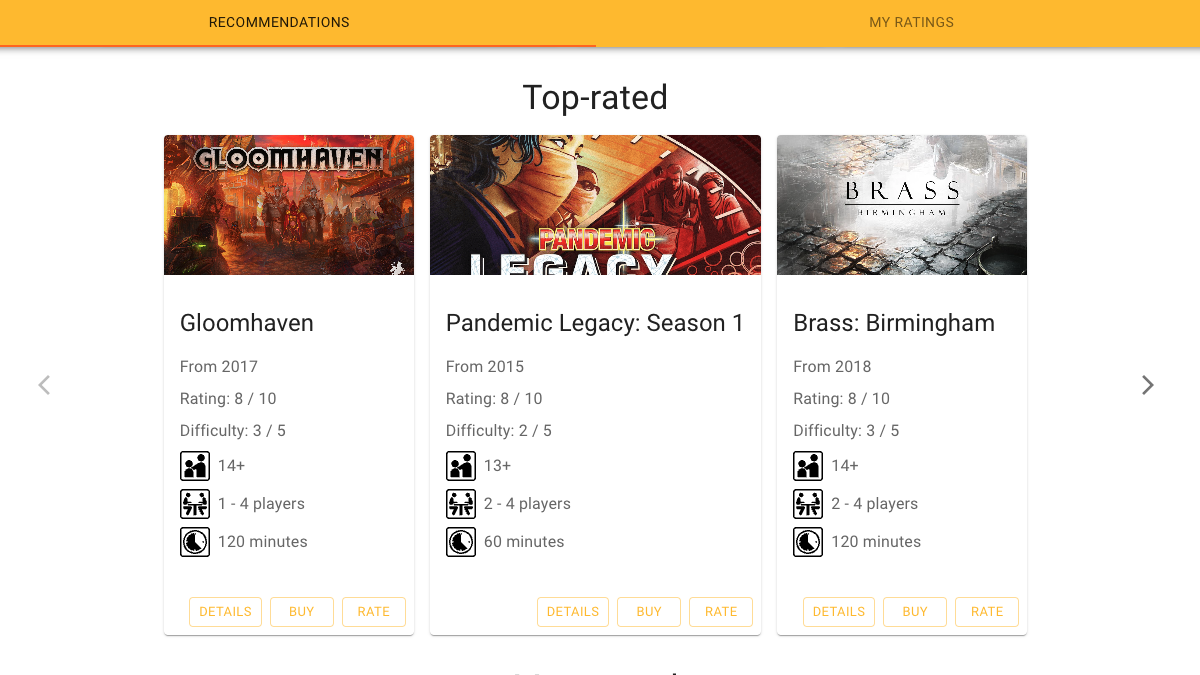 RECOMMENDATIONS
MY RATINGS
Top-rated
GLOOMHAVEN
PANDEMIC
LEGACY
BRASS
BIRMINGHAM
Gloomhaven
From 2017
Rating: 8 / 10
Difficulty: 3 / 5
14+
1 - 4 players
120 minutes
DETAILS BUY RATE
Pandemic Legacy: Season 1
From 2015
Rating: 8 / 10
Difficulty: 2 / 5
13+
2 - 4 players
60 minutes
DETAILS BUY RATE
Brass: Birmingham
From 2018
Rating: 8 / 10
Difficulty: 3 / 5
14+
2 - 4 players
120 minutes
DETAILS BUY RATE